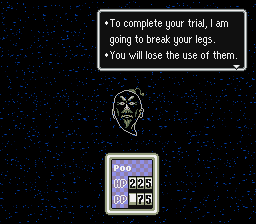 •To complete your trial, I am
going to break your legs.
•You will lose the use of them.
Poo
HP 225
PP 75